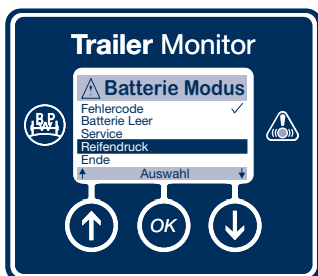 Trailer Monitor
Batterie Modus
Fehlercode ✓
Batterie Leer
Service
Reifendruck
Ende
↑ Auswahl ↓
BPW
↑ OK ↓